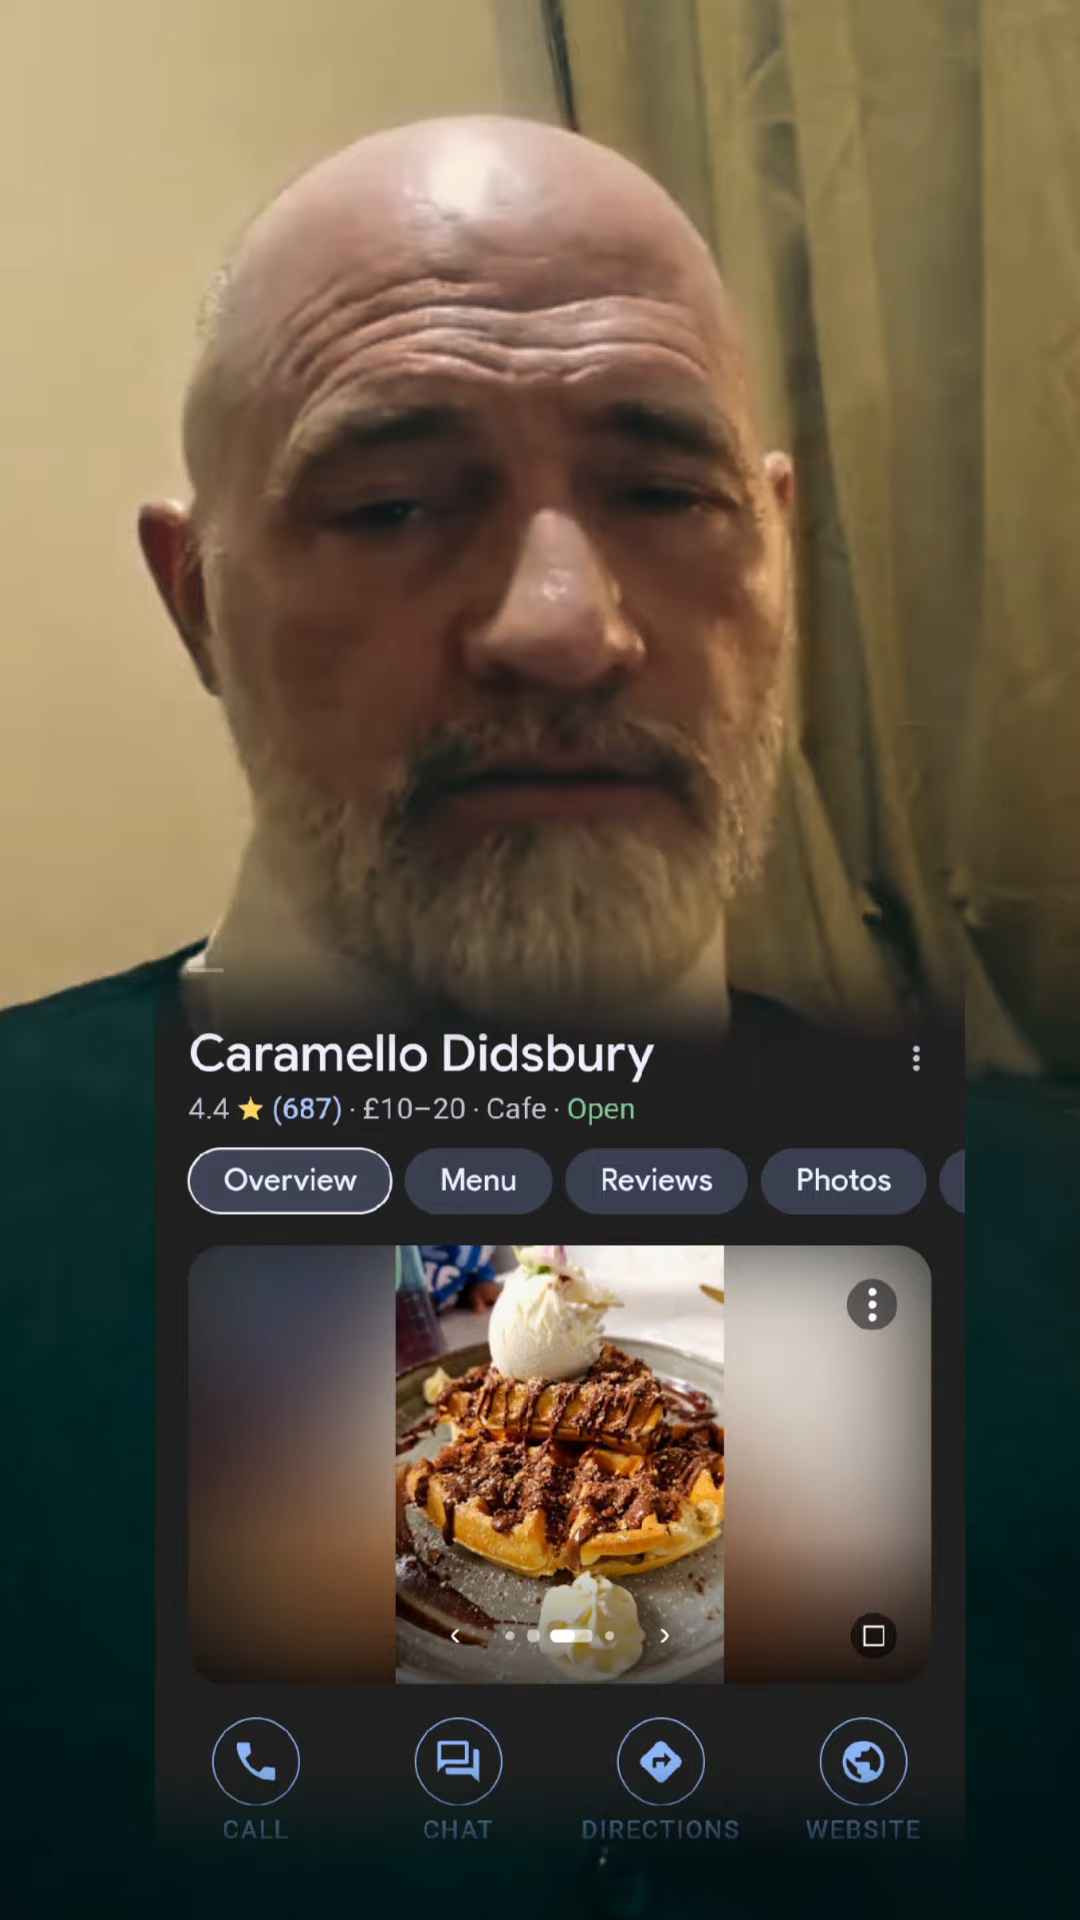 Caramello Didsbury
4.4 ⭐ (687) · £10–20 · Cafe · Open
Overview Menu Reviews Photos
CALL CHAT DIRECTIONS WEBSITE